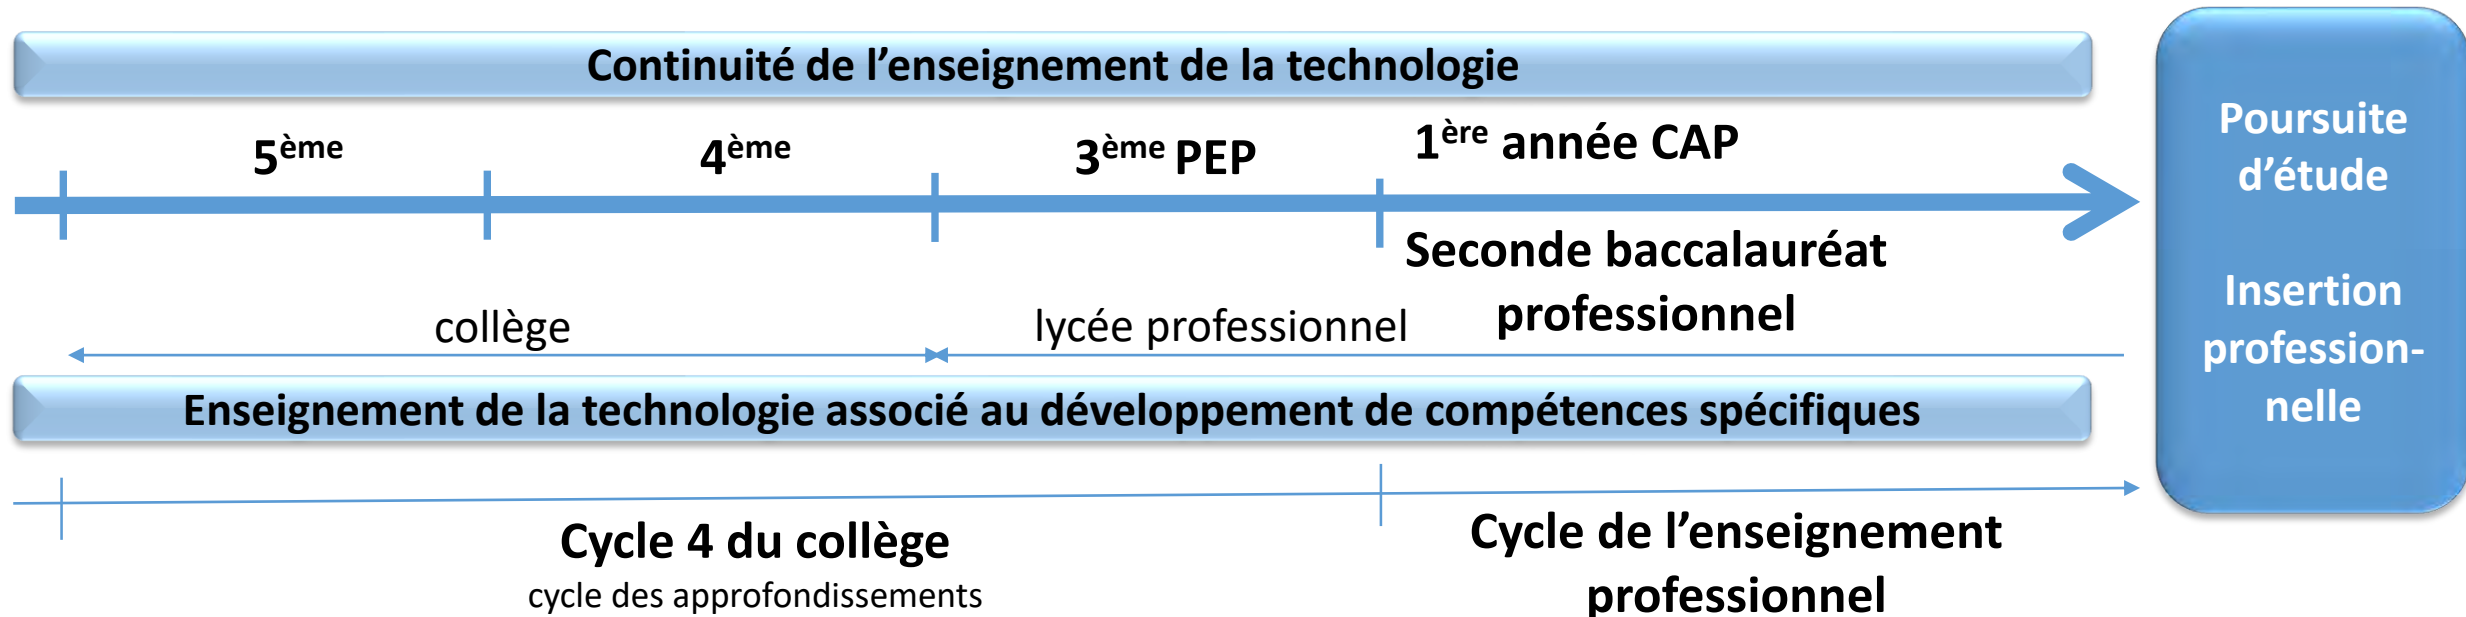 Continuité de l’enseignement de la technologie
5ème
4ème
3ème PEP
1ère année CAP
Seconde baccalauréat
professionnel
collège
lycée professionnel
Enseignement de la technologie associé au développement de compétences spécifiques
Cycle 4 du collège
cycle des approfondissements
Cycle de l’enseignement
professionnel
Poursuite
d’étude
Insertion
profession-
nelle